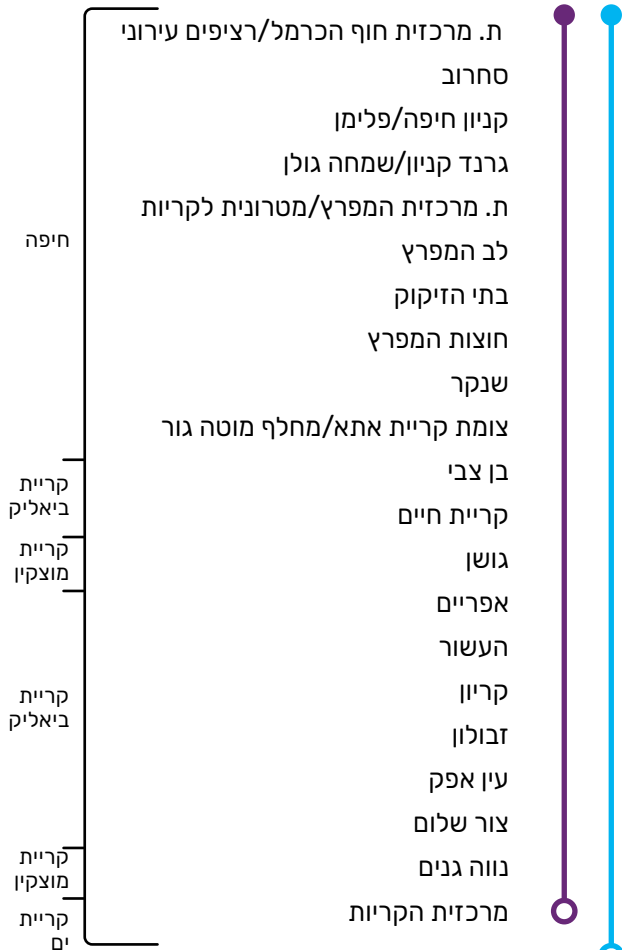 ת. מרכזית חוף הכרמל/רציפים עירוני
סחרוב
קניון חיפה/פלימן
גרנד קניון/שמחה גולן
ת. מרכזית המפרץ/מטרונית לקריות
לב המפרץ
בתי הזיקוק
חוצות המפרץ
שנקר
צומת קריית אתא/מחלף מוטה גור
בן צבי
קריית חיים
גושן
אפריים
העשור
קריון
זבולון
עין אפק
צור שלום
נווה גנים
מרכזית הקריות
חיפה
קריית
ביאליק
קריית
מוצקין
קריית
ביאליק
קריית
מוצקין
קריית
ים